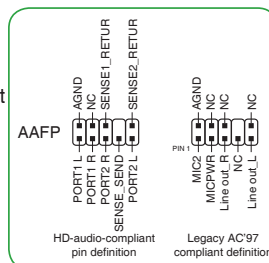 t
AGND
NC
SENSE1_RETUR
SENSE2_RETUR
AGND
NC
NC
NC
AAFP
PIN 1
PORT1 L
PORT1 R
PORT2 R
SENSE_SEND
PORT2 L
MIC2
MICPWR
Line out_R
NC
Line out_L
HD-audio-compliant
pin definition
Legacy AC'97
compliant definition